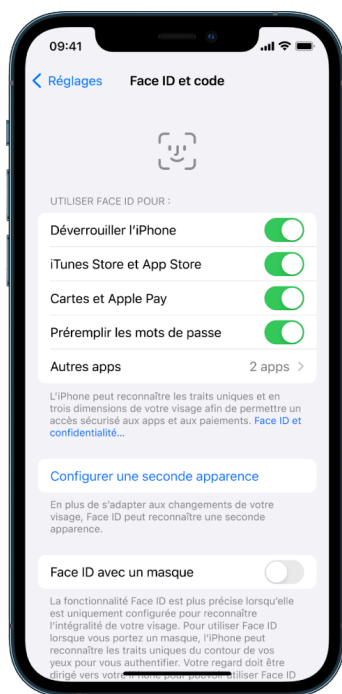 09:41
Réglages Face ID et code
UTILISER FACE ID POUR :
Déverrouiller l'iPhone
iTunes Store et App Store
Cartes et Apple Pay
Préremplir les mots de passe
Autres apps 2 apps
L'iPhone peut reconnaître les traits uniques et en
trois dimensions de votre visage afin de permettre un
accès sécurisé aux apps et aux paiements. Face ID et
confidentialité...
Configurer une seconde apparence
En plus de s'adapter aux changements de votre
visage, Face ID peut reconnaître une seconde
apparence.
Face ID avec un masque
La fonctionnalité Face ID est plus précise lorsqu'elle
est uniquement configurée pour reconnaître
l'intégralité de votre visage. Pour utiliser Face ID
lorsque vous portez un masque, l'iPhone peut
reconnaître les traits uniques du contour de vos
yeux pour vous authentifier. Votre regard doit être
dirigé vers votre iPhone pour pouvoir utiliser Face ID